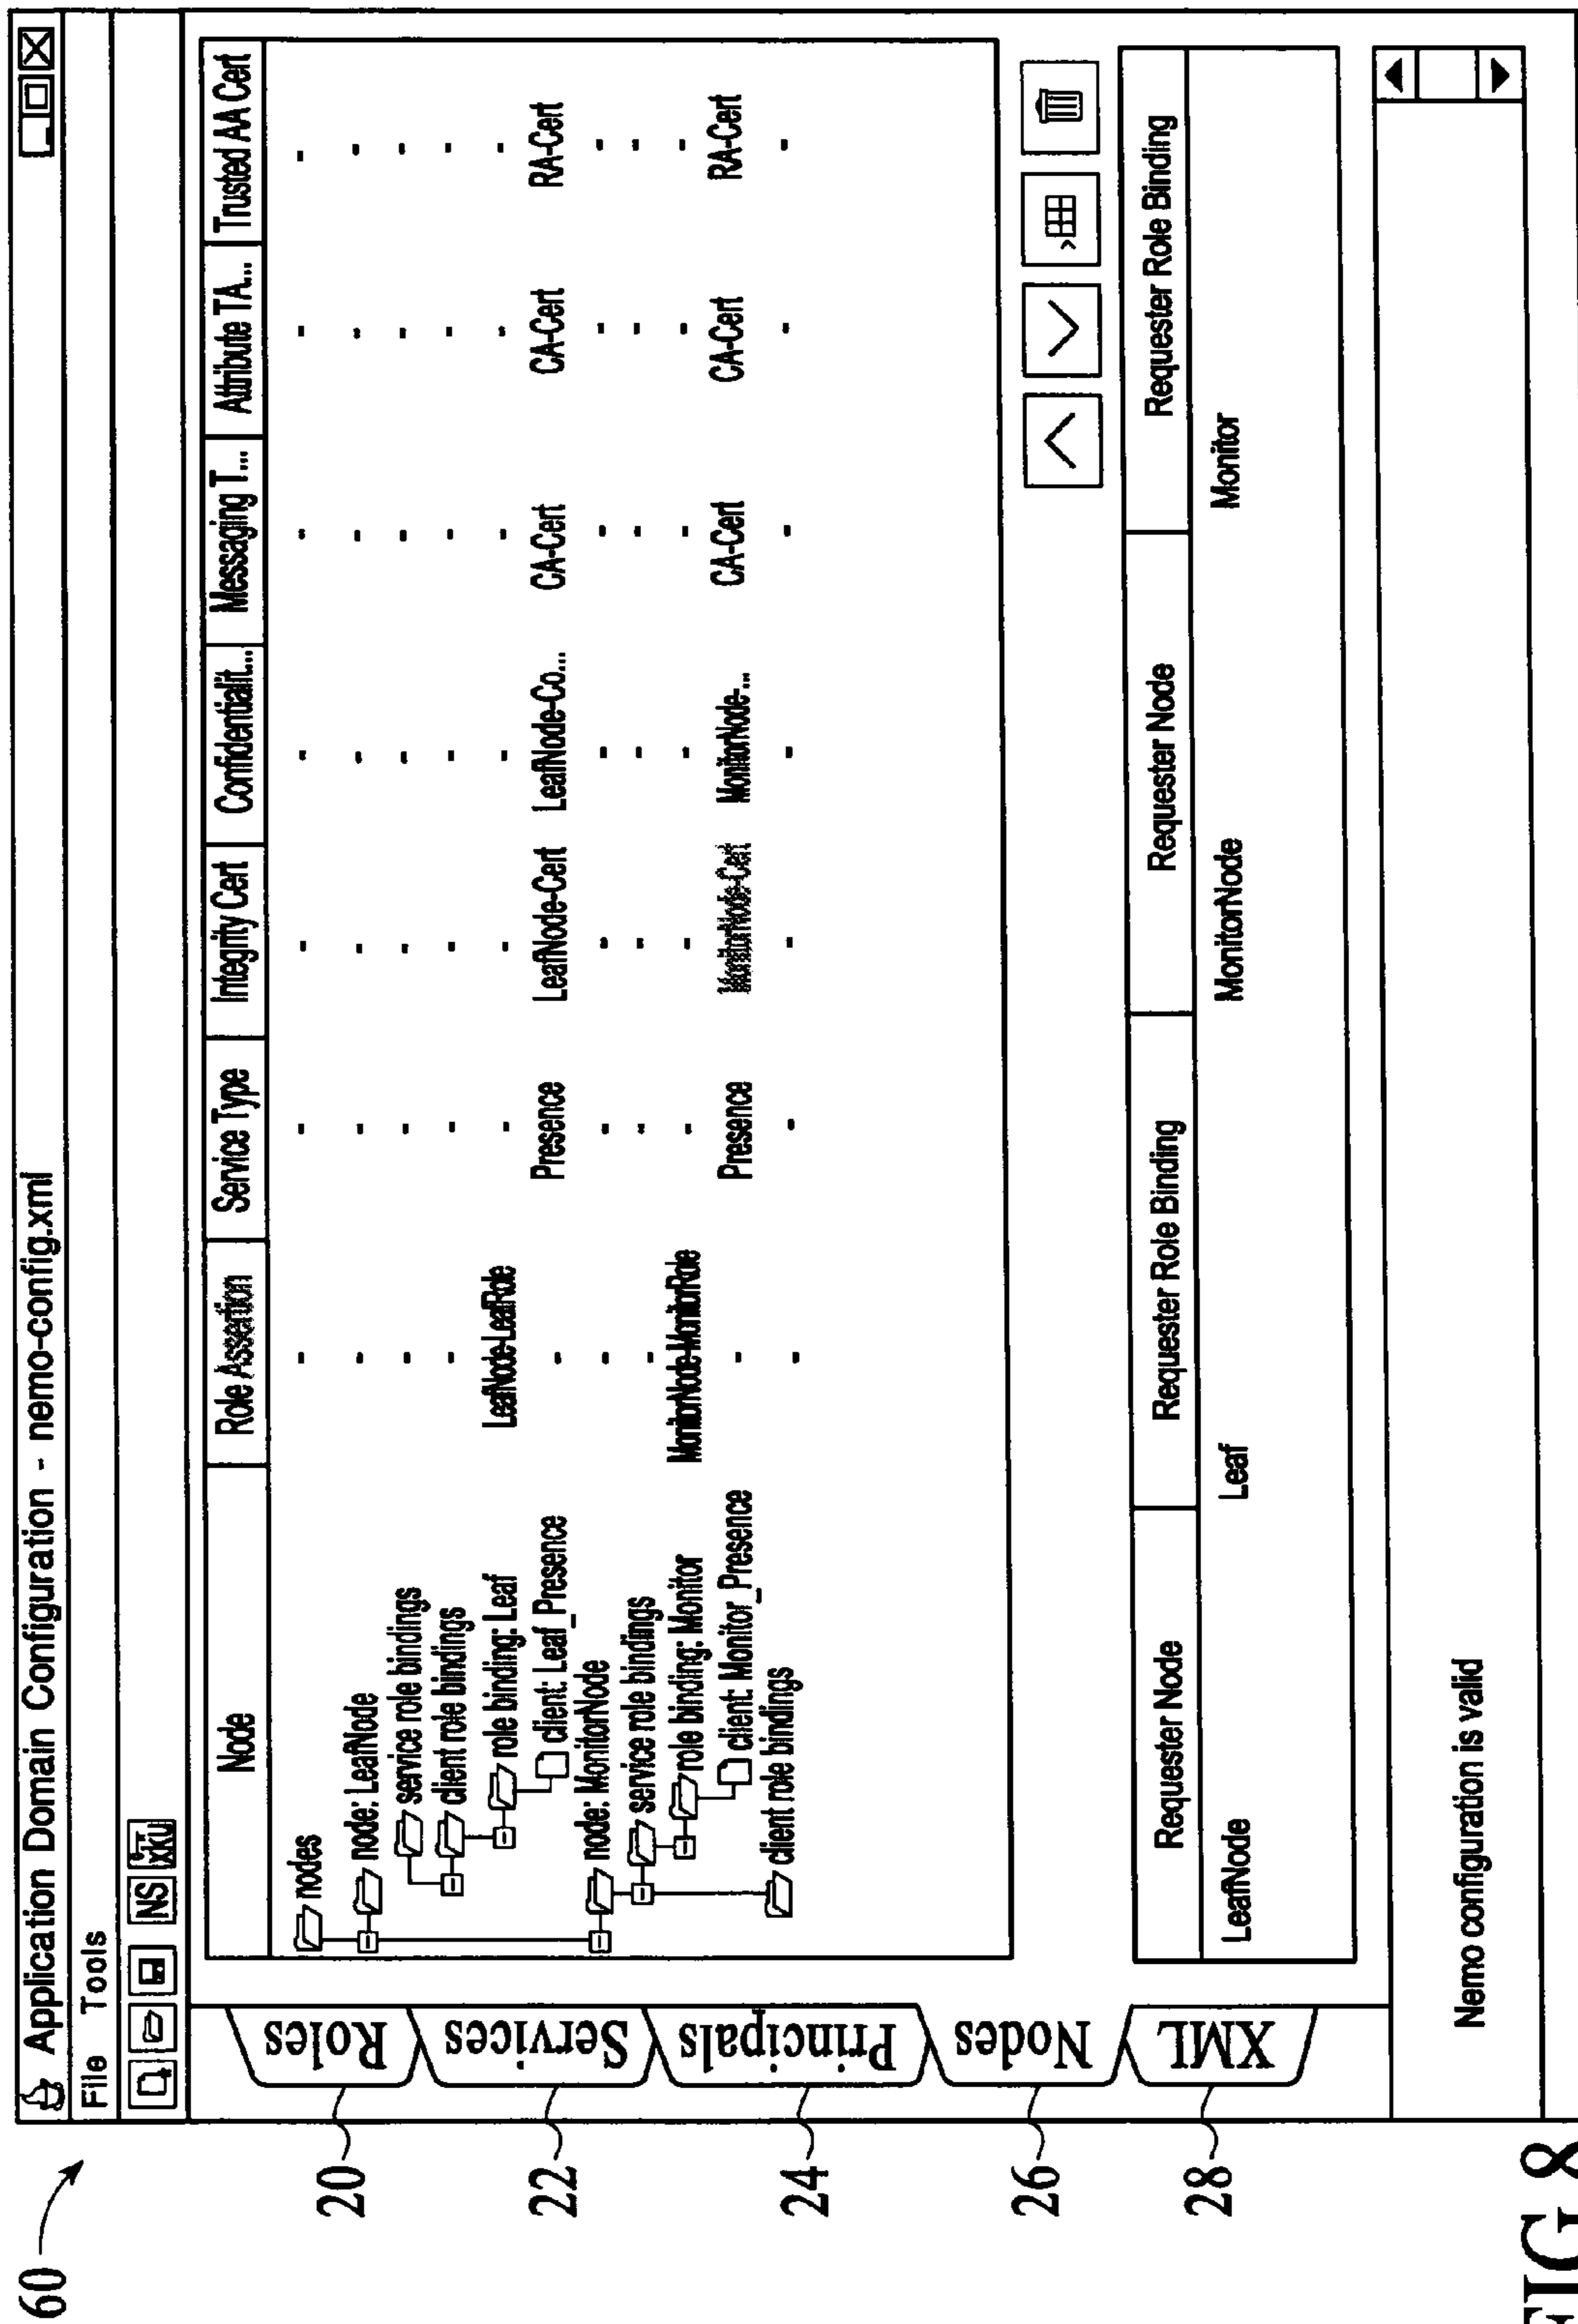 60
Application Domain Configuration - nemo-config.xml
File Tools
NS
Node Role Assertion Service Type Integrity Cert Confidentialit... Messaging T... Attribute TA... Trusted AA Cert
nodes - - - - - - -
node: LeafNode - - - - - - -
service role bindings - - - - - - -
client role bindings - - - - - - -
role binding: Leaf LeafNode-LeafRole - - - - - -
client: Leaf_Presence - Presence LeafNode-Cert LeafNode-Co... CA-Cert CA-Cert RA-Cert
node: MonitorNode - - - - - - -
service role bindings - - - - - - -
role binding: Monitor MonitorNode-MonitorRole - - - - - -
client: Monitor_Presence - Presence MonitorNode-Cert MonitorNode-... CA-Cert CA-Cert RA-Cert
client role bindings - - - - - - -
Requester Node Requester Role Binding Requester Node Requester Role Binding
LeafNode Leaf MonitorNode Monitor
Nemo configuration is valid
Roles
Services
Principals
Nodes
XML
20
22
24
26
28
FIG 8